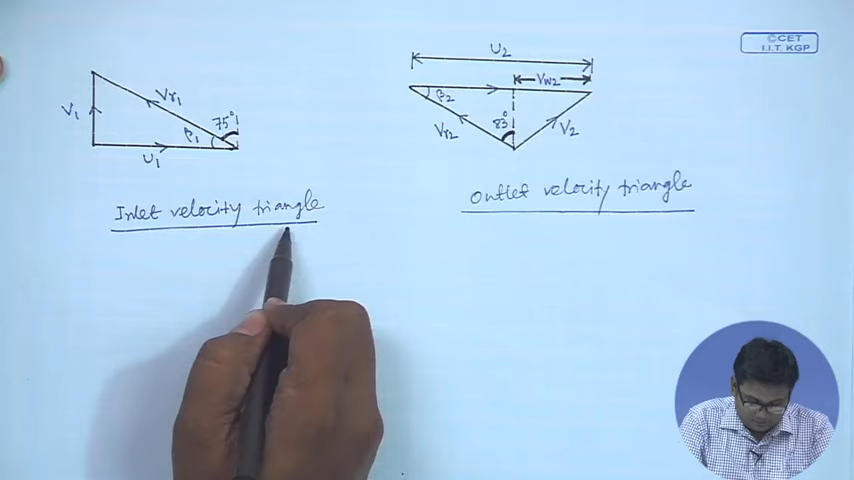 © CET
I.I.T. KGP
V1
Vr1
75°
β1
U1
Inlet velocity triangle
U2
Vw2
β2
83°
Vr2
V2
Outlet velocity triangle